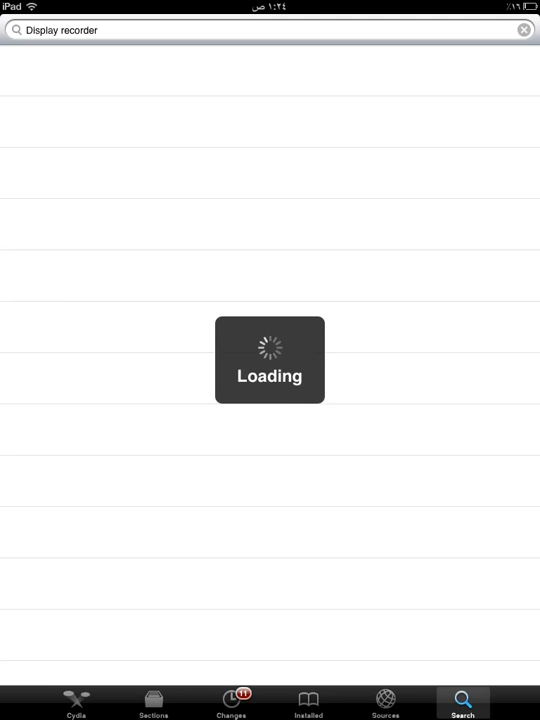 iPad ١:٢٤ ص ٪١٦
Display recorder
Loading
11
Cydia Sections Changes Installed Sources Search